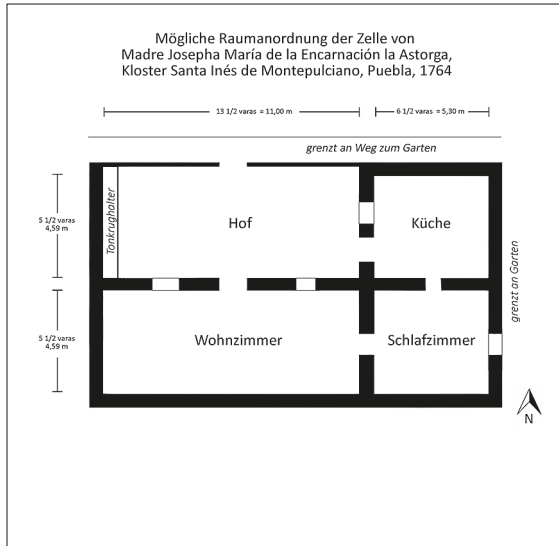 Mögliche Raumanordnung der Zelle von
Madre Josepha María de la Encarnación la Astorga,
Kloster Santa Inés de Montepulciano, Puebla, 1764
13 1/2 varas = 11,00 m
6 1/2 varas = 5,30 m
grenzt an Weg zum Garten
5 1/2 varas
4,59 m
Tonkrughalter
Hof
Küche
grenzt an Garten
5 1/2 varas
4,59 m
Wohnzimmer
Schlafzimmer
N